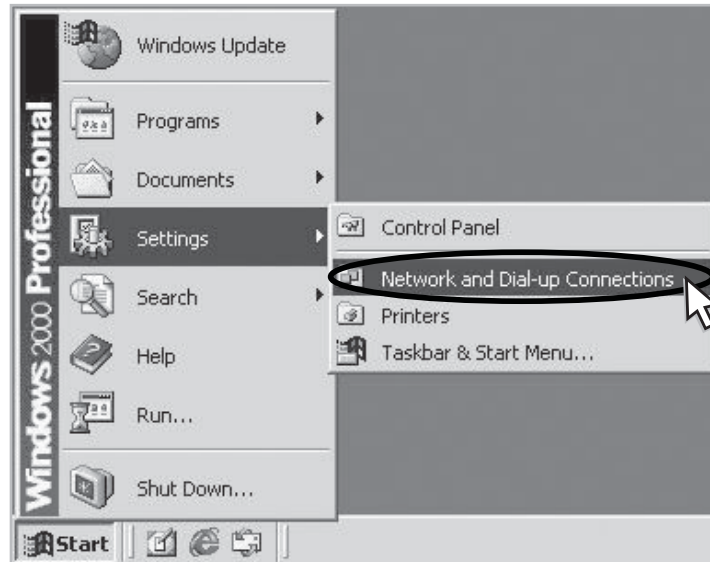 Windows 2000 Professional
Windows Update
Programs
Documents
Settings
Search
Help
Run...
Shut Down...
Control Panel
Network and Dial-up Connections
Printers
Taskbar & Start Menu...
Start